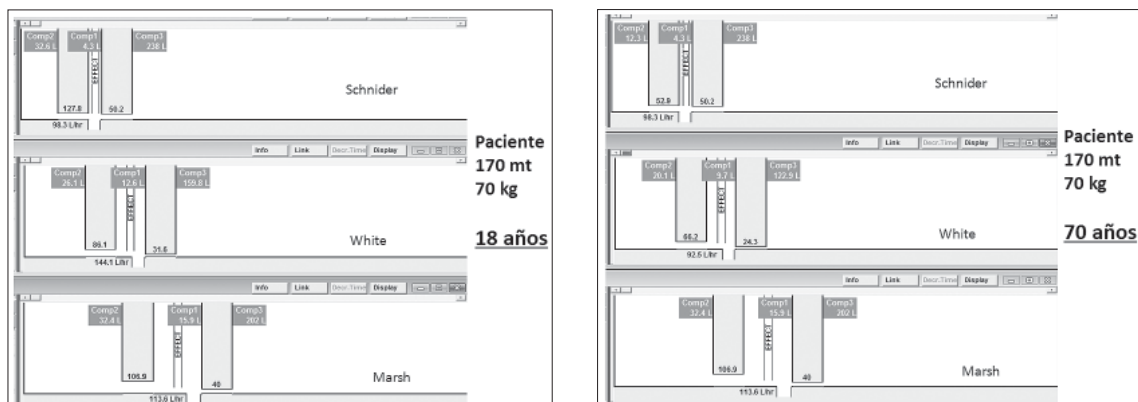 Comp2 Comp1 Comp3
32.6 L 4.3 L 238 L
EFFECT
Schnider
127.8 50.2
98.3 L/hr
Info Link Decr.Time Display
Comp2 Comp1 Comp3
26.1 L 12.6 L 159.8 L
EFFECT
White
86.1 31.6
144.1 L/hr
Info Link Decr.Time Display
Comp2 Comp1 Comp3
32.4 L 15.9 L 202 L
EFFECT
Marsh
106.9 40
113.6 L/hr
Paciente
170 mt
70 kg
18 años
Comp2 Comp1 Comp3
12.3 L 4.3 L 238 L
EFFECT
Schnider
52.9 50.2
98.3 L/hr
Info Link Decr.Time Display
Comp2 Comp1 Comp3
20.1 L 9.7 L 122.9 L
EFFECT
White
66.2 24.3
92.5 L/hr
Info Link Decr.Time Display
Comp2 Comp1 Comp3
32.4 L 15.9 L 202 L
EFFECT
Marsh
106.9 40
113.6 L/hr
Paciente
170 mt
70 kg
70 años